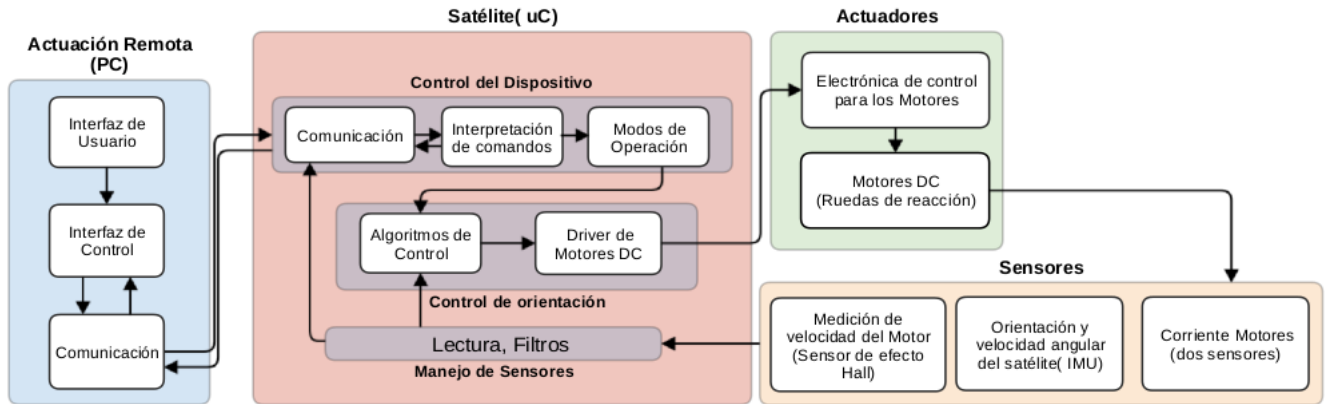 Actuación Remota
(PC)
Interfaz de
Usuario
Interfaz de
Control
Comunicación
Satélite( uC)
Control del Dispositivo
Comunicación
Interpretación
de comandos
Modos de
Operación
Algoritmos de
Control
Driver de
Motores DC
Control de orientación
Lectura, Filtros
Manejo de Sensores
Actuadores
Electrónica de control
para los Motores
Motores DC
(Ruedas de reacción)
Sensores
Medición de
velocidad del Motor
(Sensor de efecto
Hall)
Orientación y
velocidad angular
del satélite( IMU)
Corriente Motores
(dos sensores)